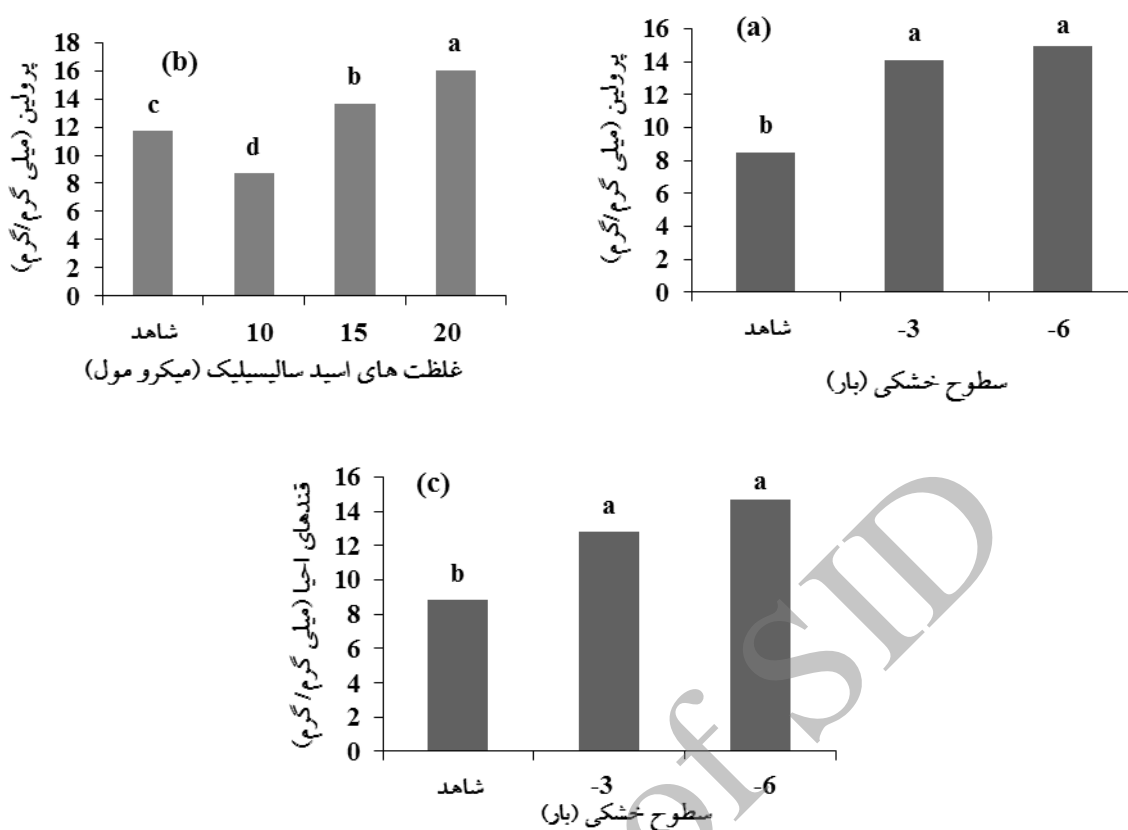 (b)
پرولین (میلی گرم/گرم)
18
16
14
12
10
8
6
4
2
0
c
d
b
a
شاهد 10 15 20
غلظت های اسید سالیسیلیک (میکرو مول)
(a)
پرولین (میلی گرم/گرم)
16
14
12
10
8
6
4
2
0
b
a
a
شاهد -3 -6
سطوح خشکی (بار)
(c)
قندهای احیا (میلی گرم/ گرم)
16
14
12
10
8
6
4
2
0
b
a
a
شاهد -3 -6
سطوح خشکی (بار)
of SID